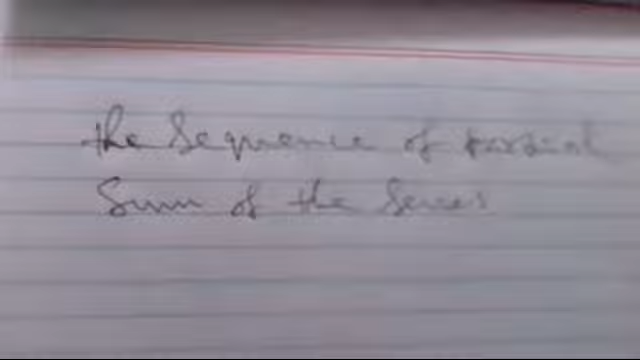 the Sequence of partial
Sum of the Series